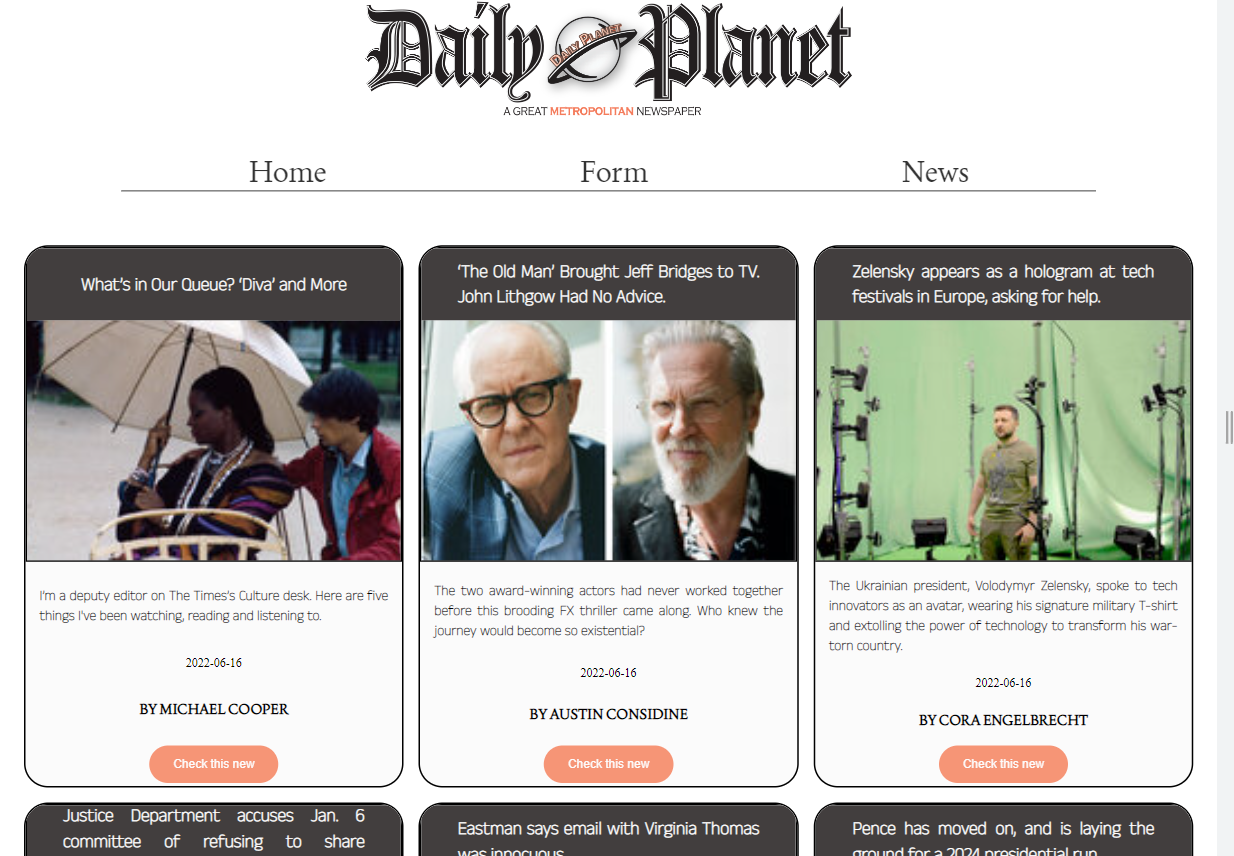 Daily Planet
DAILY PLANET
A GREAT METROPOLITAN NEWSPAPER
Home
Form
News
What's in Our Queue? 'Diva' and More
I'm a deputy editor on The Times's Culture desk. Here are five
things I've been watching, reading and listening to.
2022-06-16
BY MICHAEL COOPER
Check this new
'The Old Man' Brought Jeff Bridges to TV.
John Lithgow Had No Advice.
The two award-winning actors had never worked together
before this brooding FX thriller came along. Who knew the
journey would become so existential?
2022-06-16
BY AUSTIN CONSIDINE
Check this new
Zelensky appears as a hologram at tech
festivals in Europe, asking for help.
The Ukrainian president, Volodymyr Zelensky, spoke to tech
innovators as an avatar, wearing his signature military T-shirt
and extolling the power of technology to transform his war-
torn country.
2022-06-16
BY CORA ENGELBRECHT
Check this new
Justice Department accuses Jan. 6
committee of refusing to share
Eastman says email with Virginia Thomas
was innocuous
Pence has moved on, and is laying the
ground for a 2024 presidential run